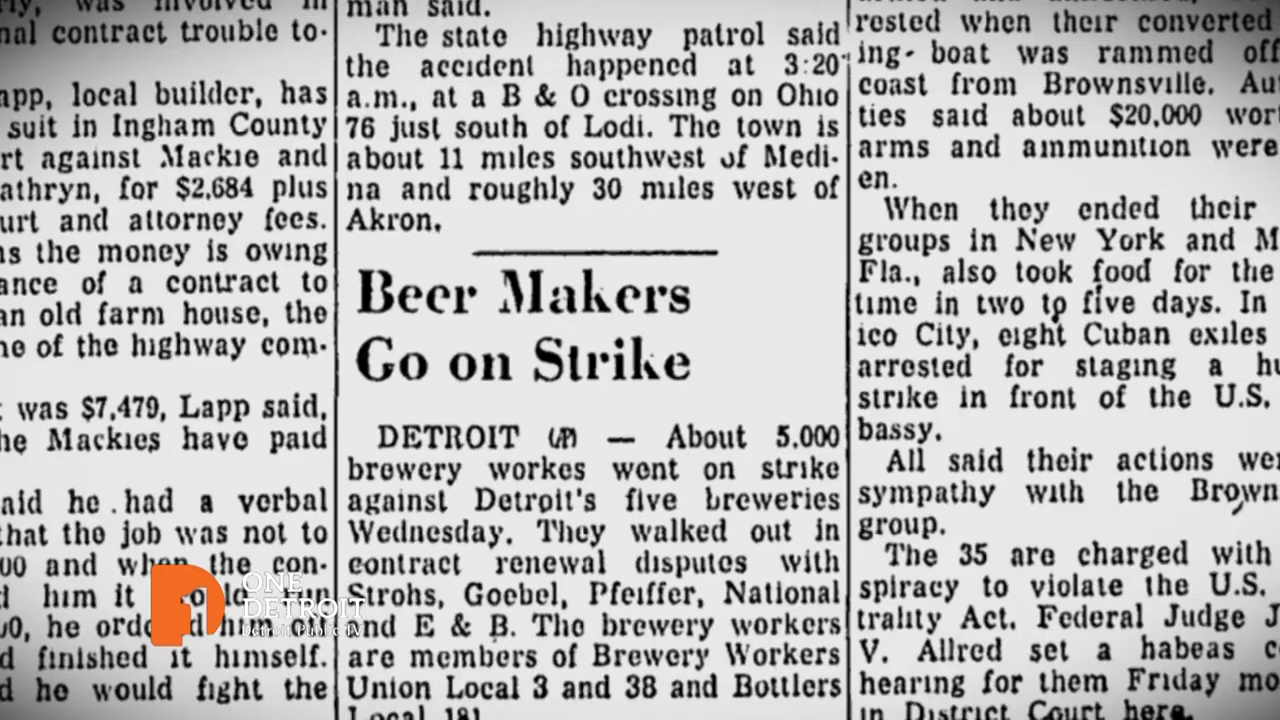 rly, was involved in
nal contract trouble to-
app, local builder, has
suit in Ingham County
rt against Mackie and
athryn, for $2,684 plus
urt and attorney fees.
ns the money is owing
ance of a contract to
an old farm house, the
ne of the highway com-
was $7,479, Lapp said,
he Mackies have paid
aid he had a verbal
that the job was not to
00 and when the con-
him it
0, he
d finished it himself.
d he would fight the
man said.
The state highway patrol said
the accident happened at 3:20
a.m., at a B & O crossing on Ohio
76 just south of Lodi. The town is
about 11 miles southwest of Medi-
na and roughly 30 miles west of
Akron.
Beer Makers
Go on Strike
DETROIT (AP) — About 5,000
brewery workes went on strike
against Detroit's five breweries
Wednesday. They walked out in
contract renewal disputes with
Strohs, Goebel, Pfeiffer, National
and E & B. The brewery workers
are members of Brewery Workers
Union Local 3 and 38 and Bottlers
Local 181
rested when their converted
ing boat was rammed off
coast from Brownsville. Au
ties said about $20,000 wor
arms and ammunition were
en.
When they ended their
groups in New York and M
Fla., also took food for the
time in two to five days. In
ico City, eight Cuban exiles
arrested for staging a hu
strike in front of the U.S.
bassy.
All said their actions wer
sympathy with the Brown
group.
The 35 are charged with
spiracy to violate the U.S.
trality Act. Federal Judge J
V. Allred set a habeas c
hearing for them Friday mo
in District Court here.
ONE
DETROIT
Detroit Public TV